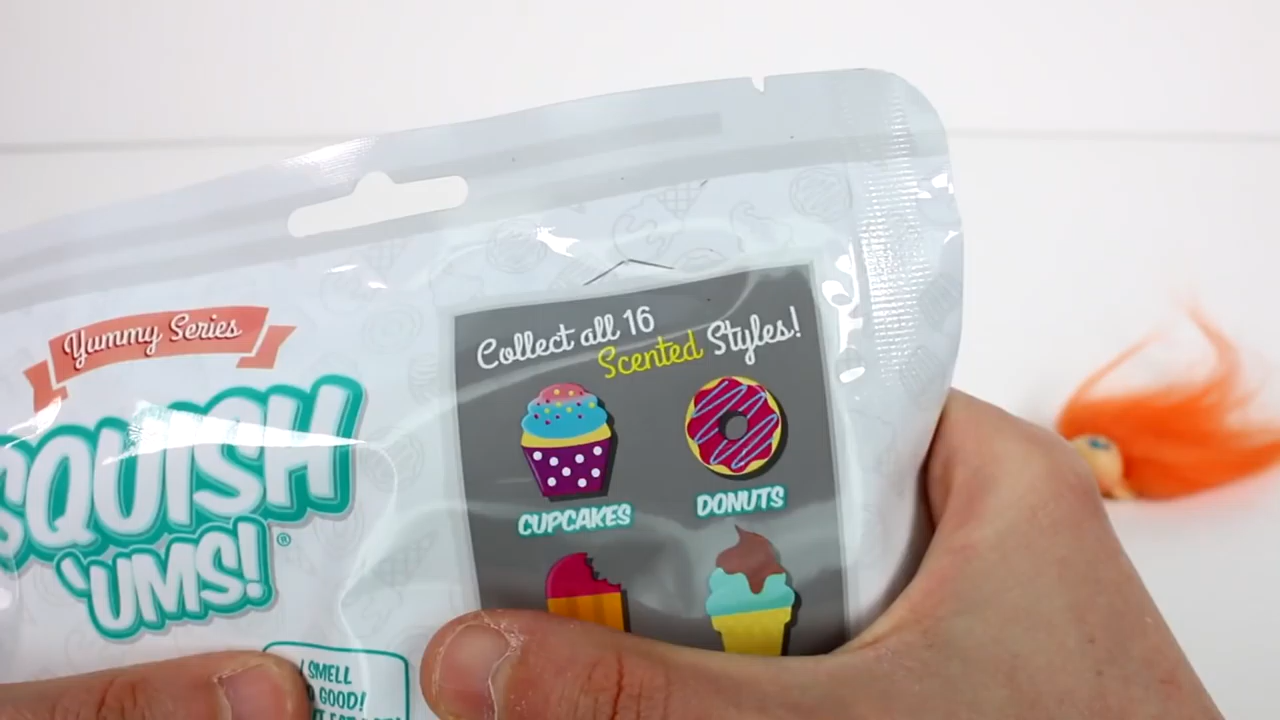 Yummy Series
SQUISH
'UMS!®
Collect all 16
Scented Styles!
CUPCAKES
DONUTS
SMELL
GOOD!